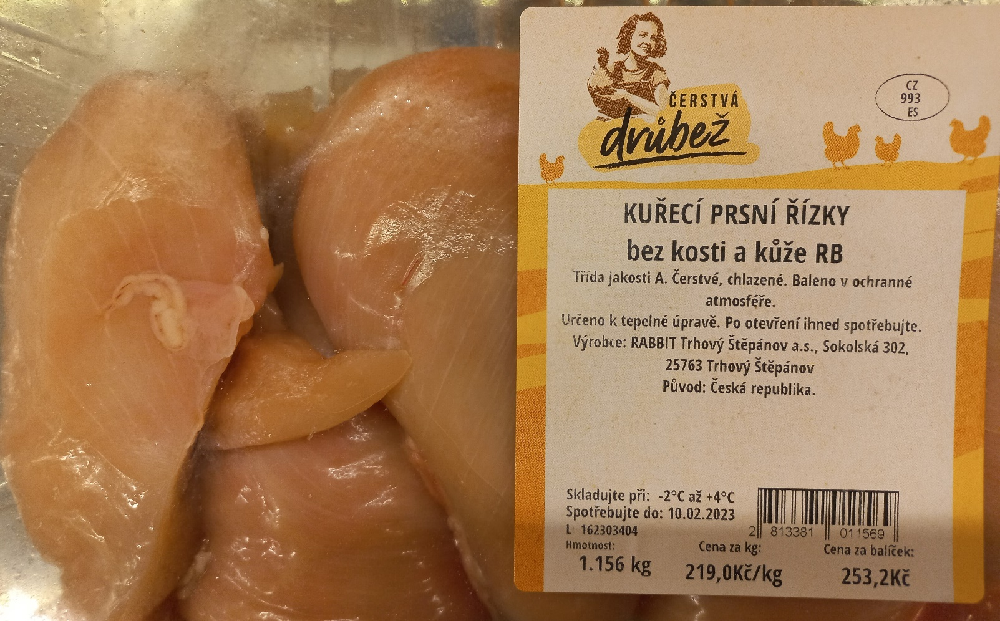 ČERSTVÁ
drůbež
CZ
993
ES
KUŘECÍ PRSNÍ ŘÍZKY
bez kosti a kůže RB
Třída jakosti A. Čerstvé, chlazené. Baleno v ochranné
atmosféře.
Určeno k tepelné úpravě. Po otevření ihned spotřebujte.
Výrobce: RABBIT Trhový Štěpánov a.s., Sokolská 302,
25763 Trhový Štěpánov
Původ: Česká republika.
Skladujte při: -2°C až +4°C
Spotřebujte do: 10.02.2023
L: 162303404
2 813381 011569
Hmotnost:
1.156 kg
Cena za kg:
219,0Kč/kg
Cena za balíček:
253,2Kč